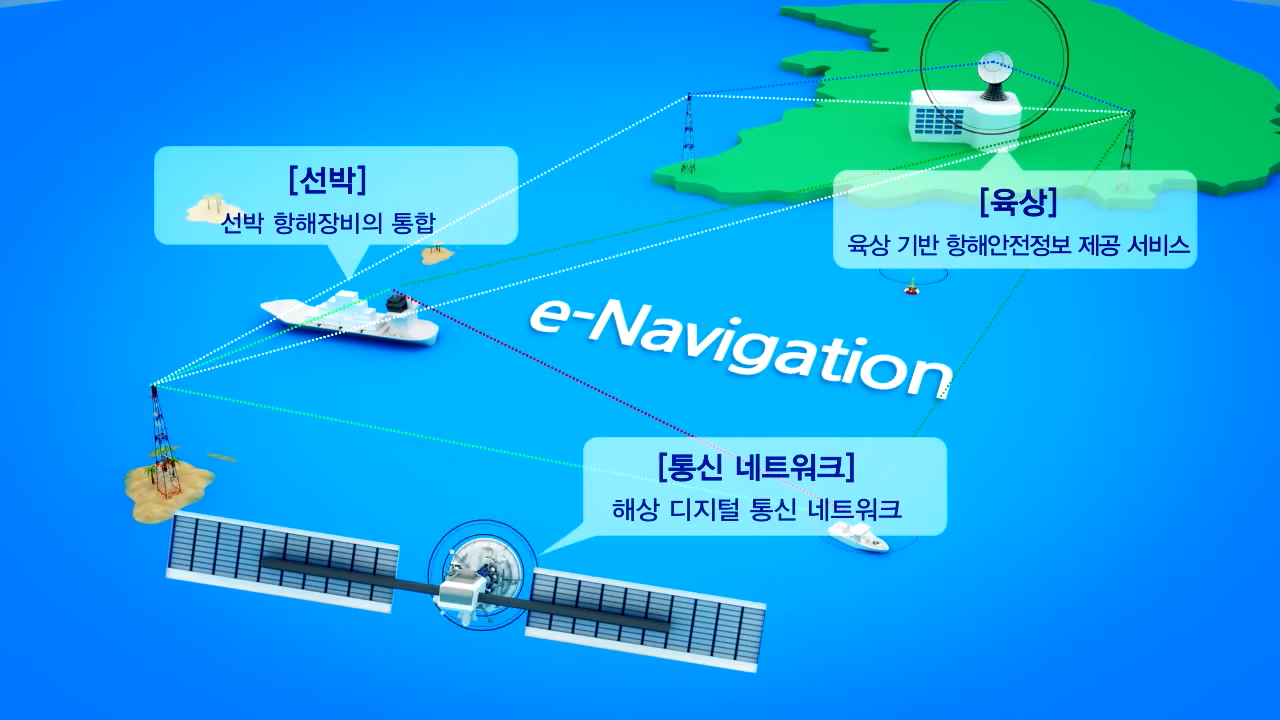 [선박]
선박 항해장비의 통합
[육상]
육상 기반 항해안전정보 제공 서비스
e-Navigation
[통신 네트워크]
해상 디지털 통신 네트워크